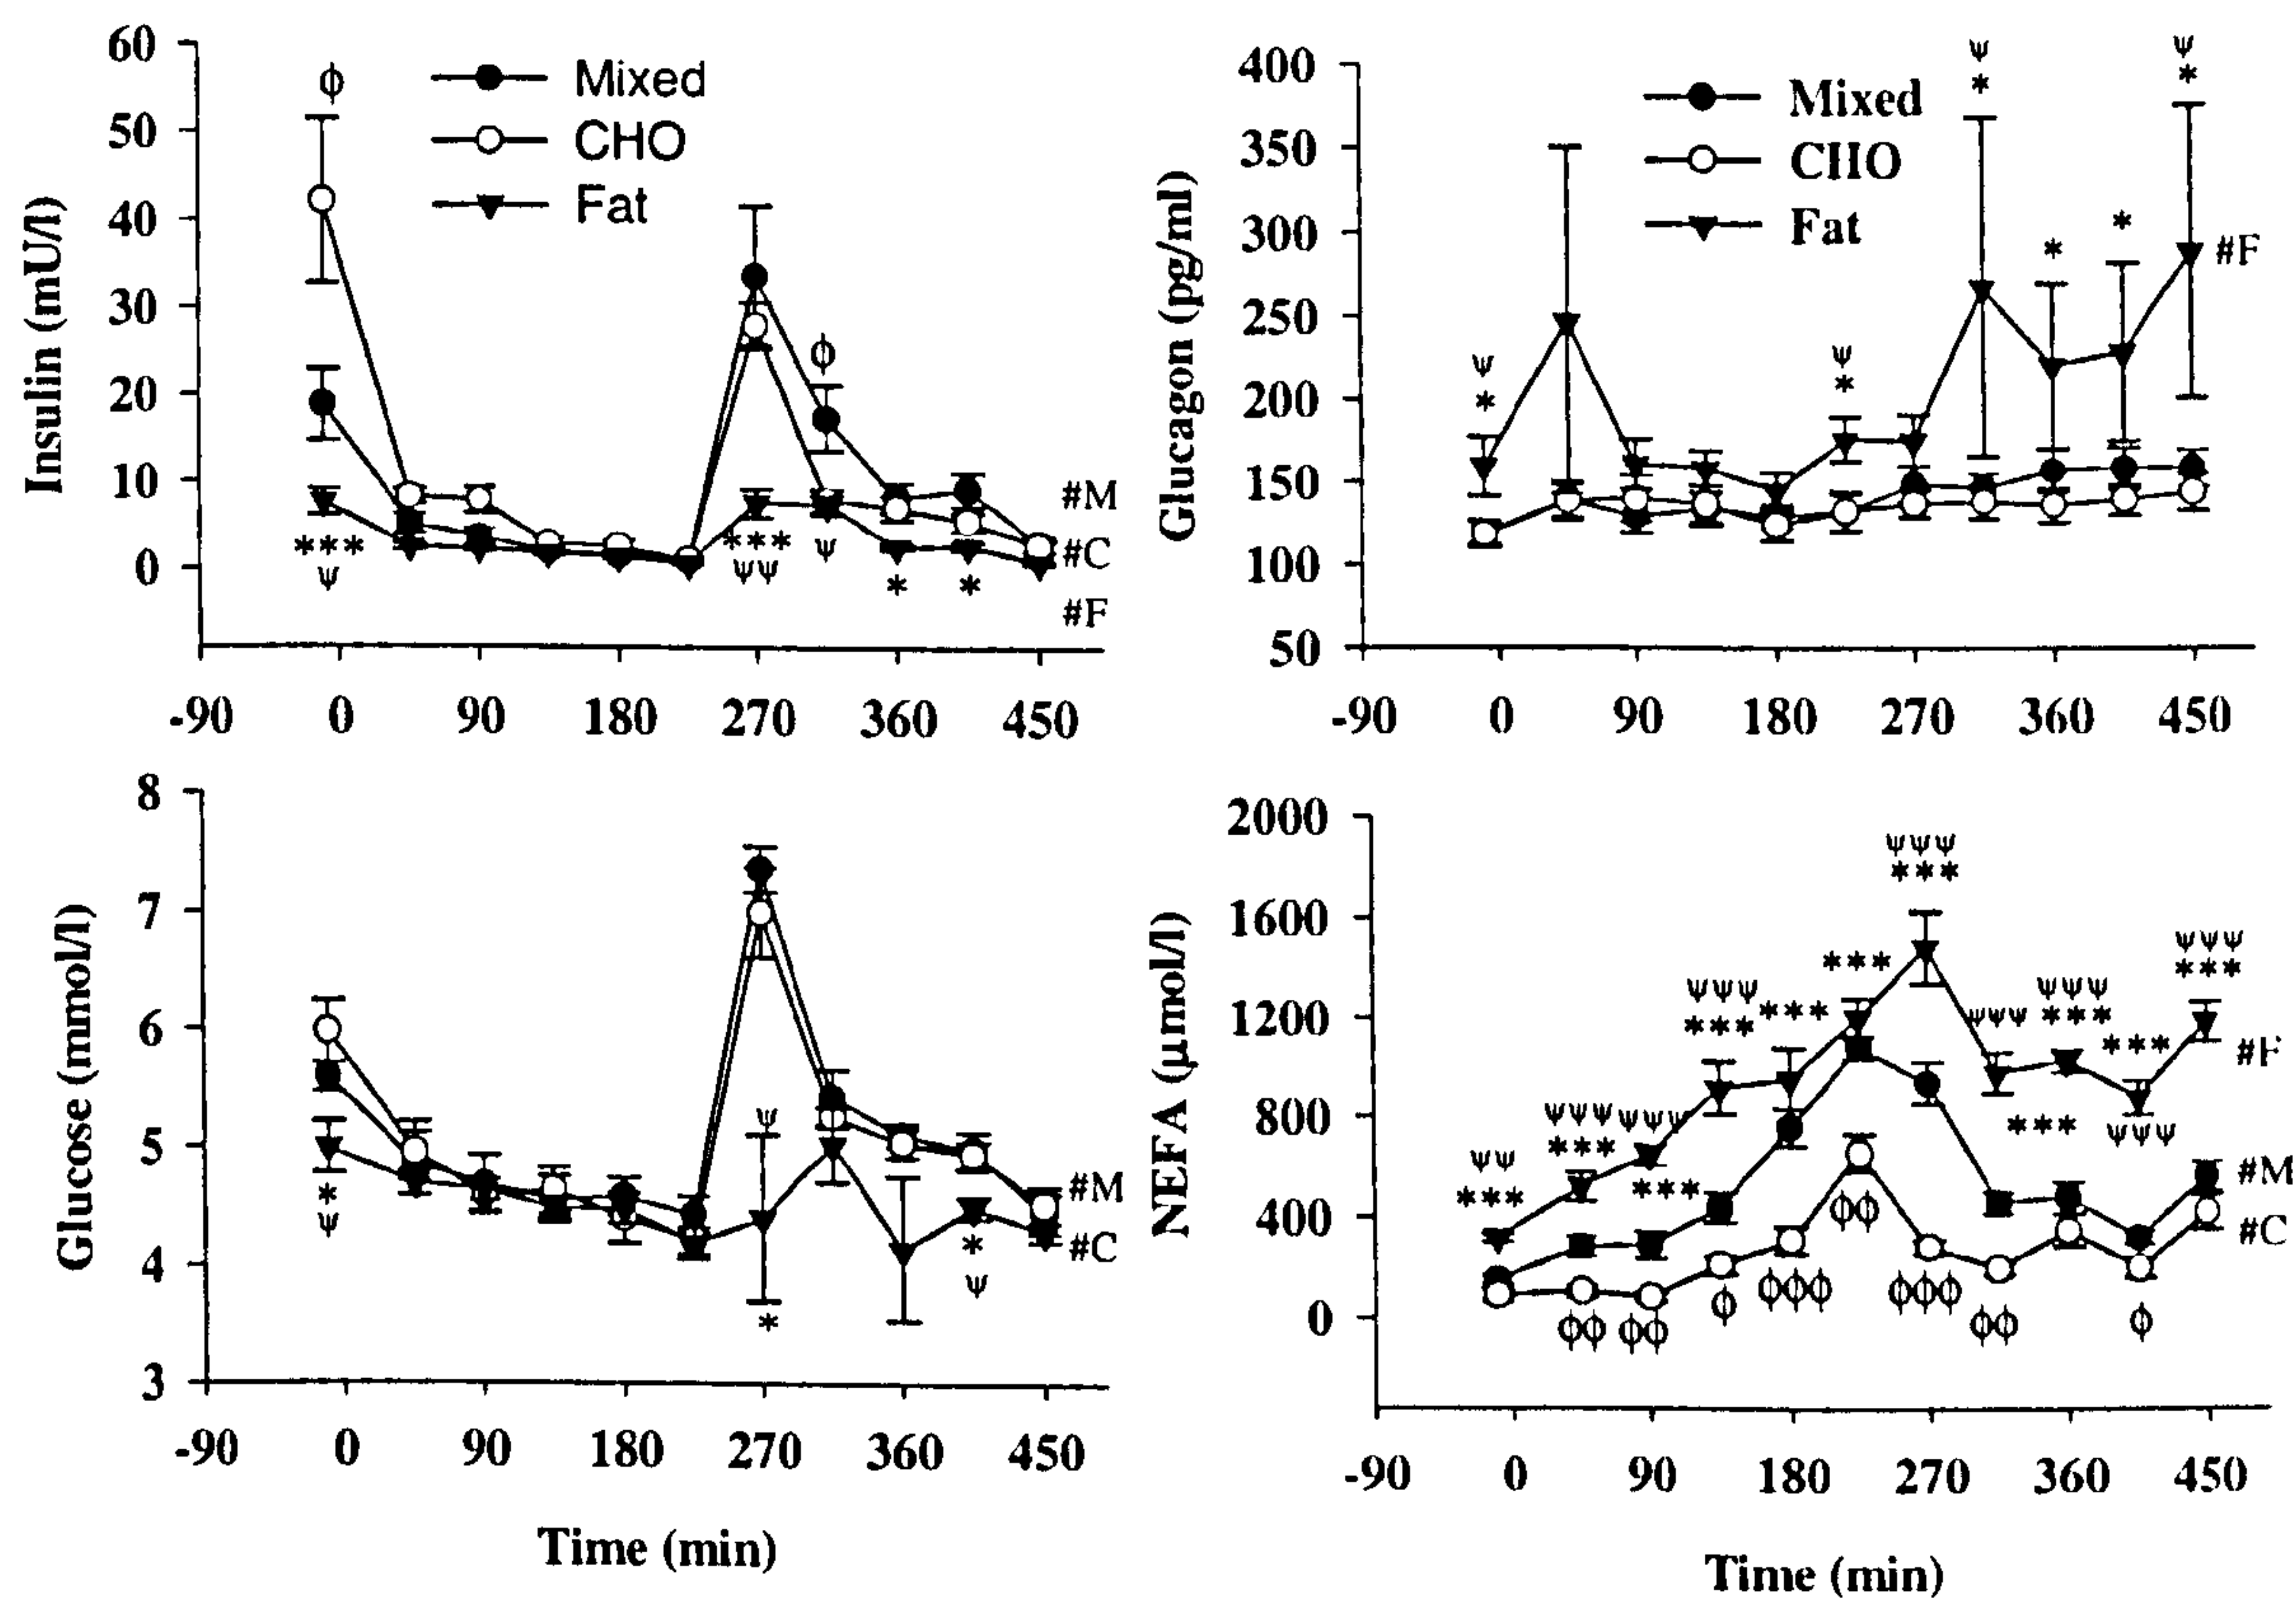 Insulin (mU/l)
60
50
40
30
20
10
0
ϕ
Mixed
CHO
Fat
ϕ
***
ψ
***
ψψ
ψ
*
*
#M
#C
#F
-90 0 90 180 270 360 450
Glucagon (pg/ml)
400
350
300
250
200
150
100
50
Mixed
CHO
Fat
ψ
*
ψ
*
ψ
*
*
*
ψ
*
#F
-90 0 90 180 270 360 450
Glucose (mmol/l)
8
7
6
5
4
3
*
ψ
ψ
*
*
ψ
#M
#C
-90 0 90 180 270 360 450
Time (min)
NEFA (µmol/l)
2000
1600
1200
800
400
0
ψψ
***
ψψψ
***
ψψψ
***
ψψψ
***
***
***
ψψψ
***
ψψψ
***
ψψψ
***
***
ψψψ
ψψψ
***
ϕϕ
ϕϕ
ϕ
ϕϕϕ
ϕϕ
ϕϕϕ
ϕϕ
ϕ
#F
#M
#C
-90 0 90 180 270 360 450
Time (min)